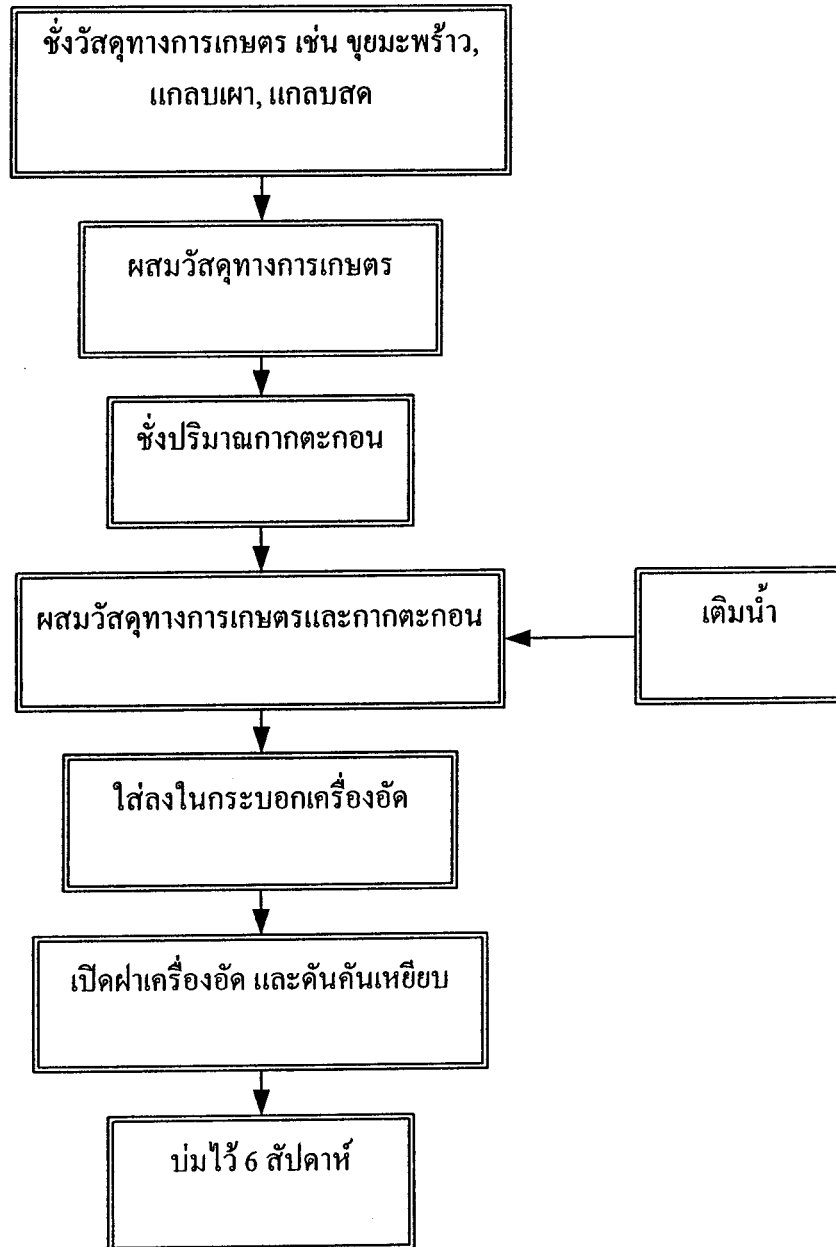 ชั่งวัสดุทางการเกษตร เช่น ขุยมะพร้าว,
แกลบเผา, แกลบสด
ผสมวัสดุทางการเกษตร
ชั่งปริมาณกากตะกอน
ผสมวัสดุทางการเกษตรและกากตะกอน
เติมน้ำ
ใส่ลงในกระบอกเครื่องอัด
เปิดฝาเครื่องอัด และดันคันเหยียบ
บ่มไว้ 6 สัปดาห์